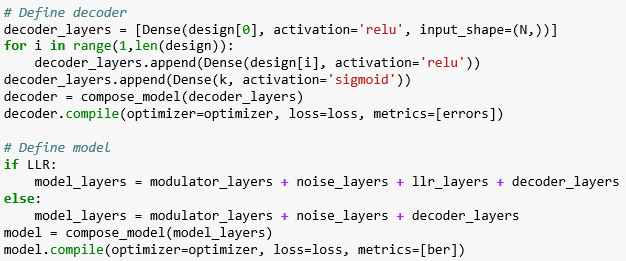 # Define decoder
decoder_layers = [Dense(design[0], activation='relu', input_shape=(N,))]
for i in range(1,len(design)):
    decoder_layers.append(Dense(design[i], activation='relu'))
decoder_layers.append(Dense(k, activation='sigmoid'))
decoder = compose_model(decoder_layers)
decoder.compile(optimizer=optimizer, loss=loss, metrics=[errors])

# Define model
if LLR:
    model_layers = modulator_layers + noise_layers + llr_layers + decoder_layers
else:
    model_layers = modulator_layers + noise_layers + decoder_layers
model = compose_model(model_layers)
model.compile(optimizer=optimizer, loss=loss, metrics=[ber])